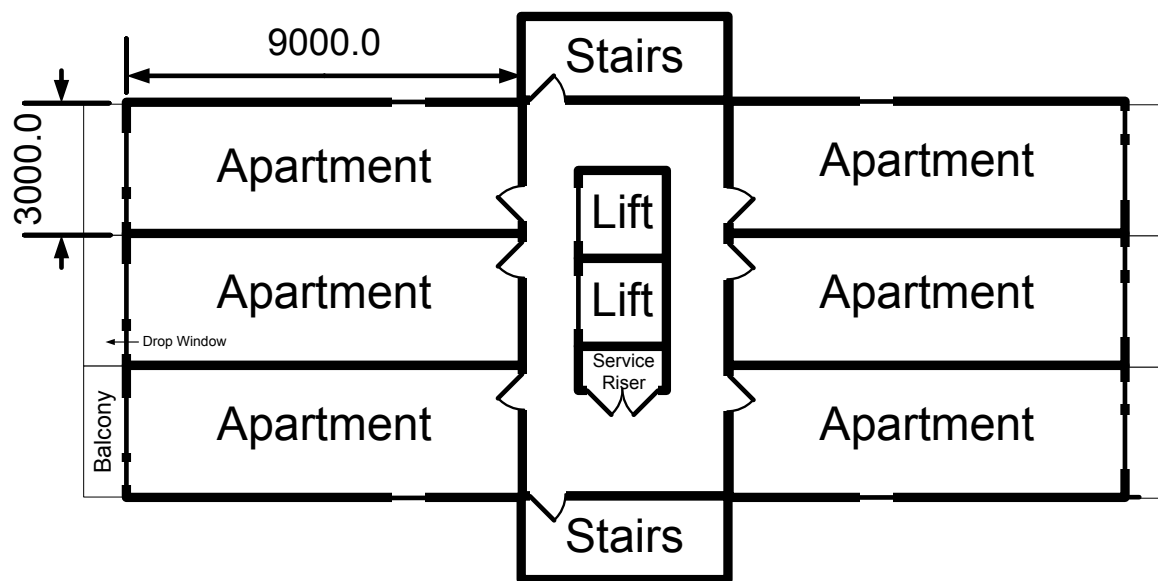 9000.0
Stairs
3000.0
Apartment
Apartment
Lift
Apartment
Apartment
Lift
Drop Window
Service
Riser
Balcony
Apartment
Apartment
Stairs